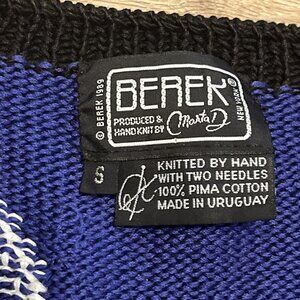 © BEREK 1989
BEREK
PRODUCED &
HAND KNIT BY Marta D
NEW YORK
S
KNITTED BY HAND
WITH TWO NEEDLES
100% PIMA COTTON
MADE IN URUGUAY